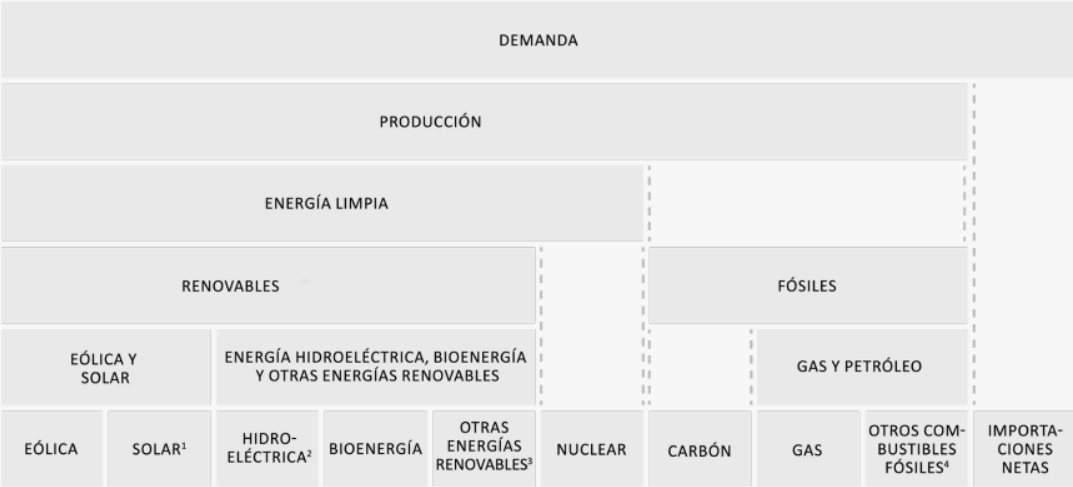 DEMANDA
PRODUCCIÓN
ENERGÍA LIMPIA
RENOVABLES
FÓSILES
EÓLICA Y
SOLAR
ENERGÍA HIDROELÉCTRICA, BIOENERGÍA
Y OTRAS ENERGÍAS RENOVABLES
GAS Y PETRÓLEO
EÓLICA
SOLAR¹
HIDRO-
ELÉCTRICA²
BIOENERGÍA
OTRAS
ENERGÍAS
RENOVABLES³
NUCLEAR
CARBÓN
GAS
OTROS COM-
BUSTIBLES
FÓSILES⁴
IMPORTA-
CIONES
NETAS